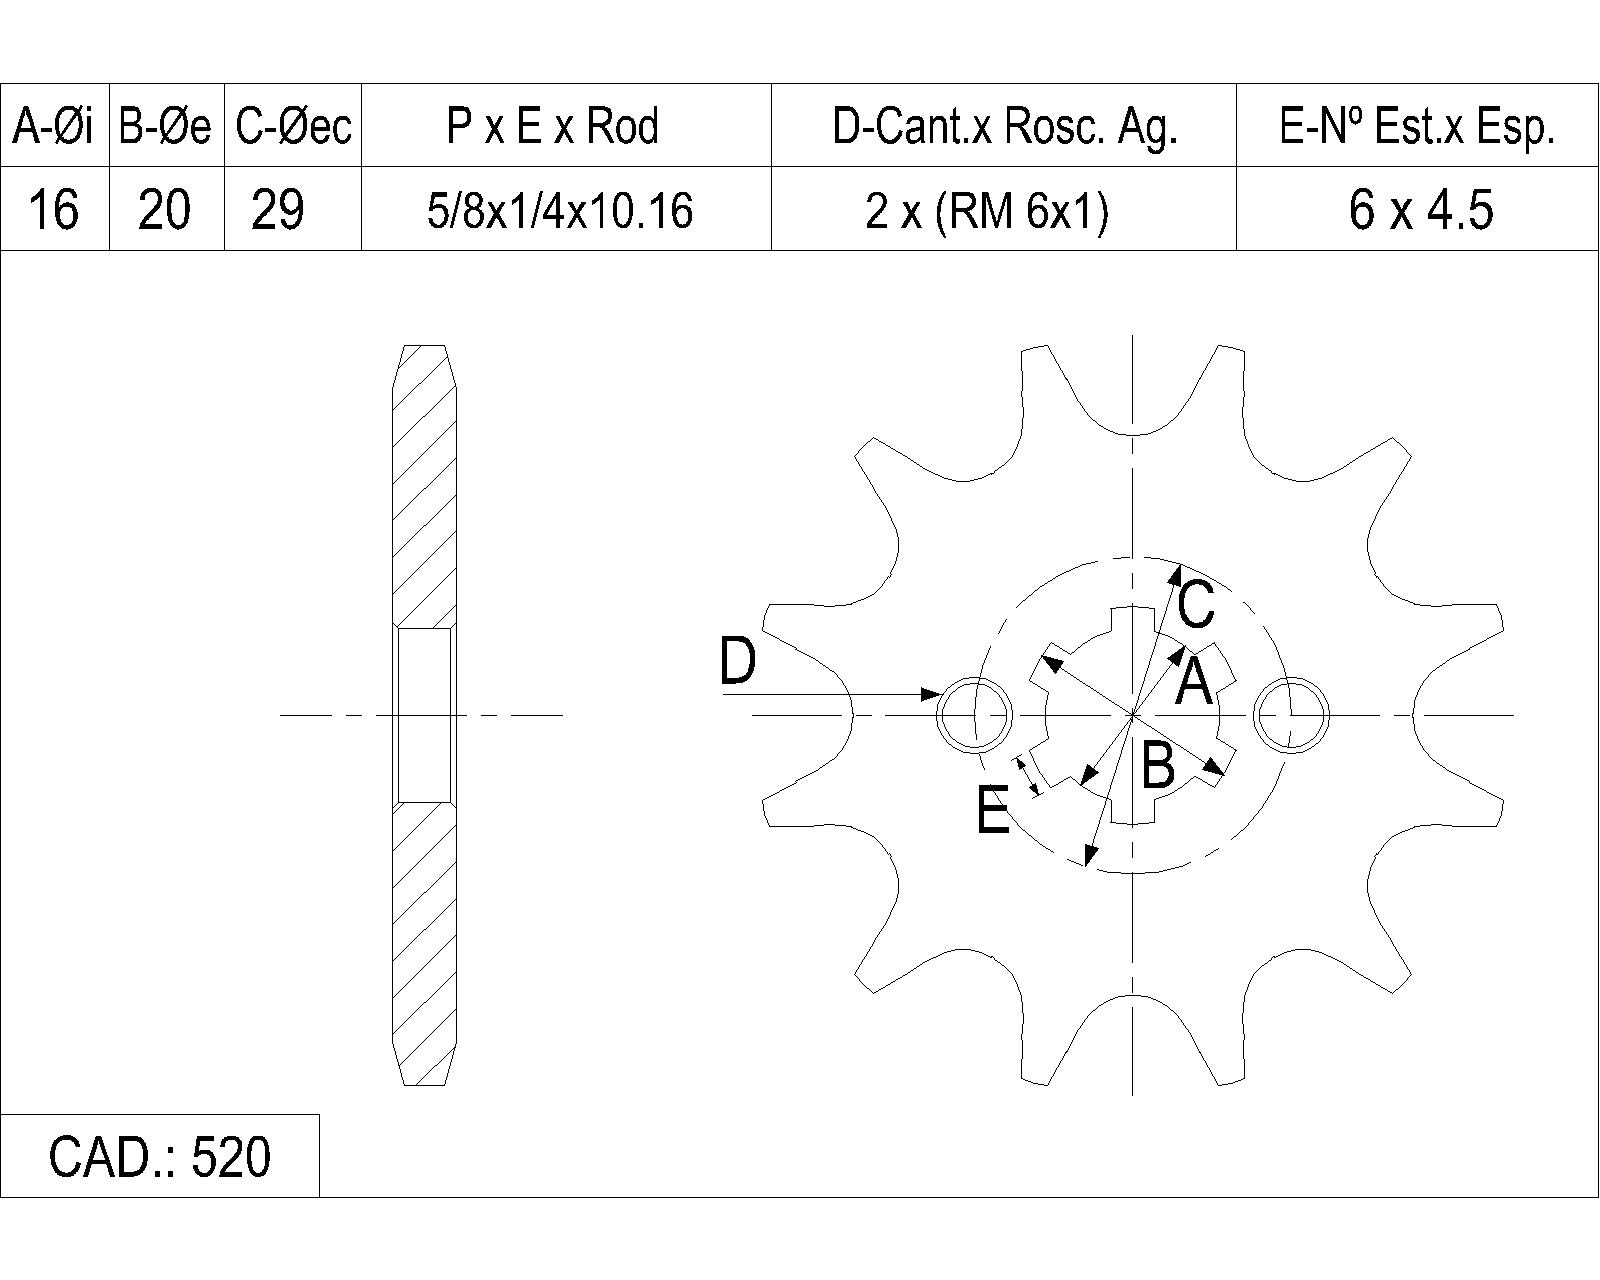 A-Øi B-Øe C-Øec P x E x Rod D-Cant.x Rosc. Ag. E-Nº Est.x Esp.
16 20 29 5/8x1/4x10.16 2 x (RM 6x1) 6 x 4.5
C
D
A
B
E
CAD.: 520